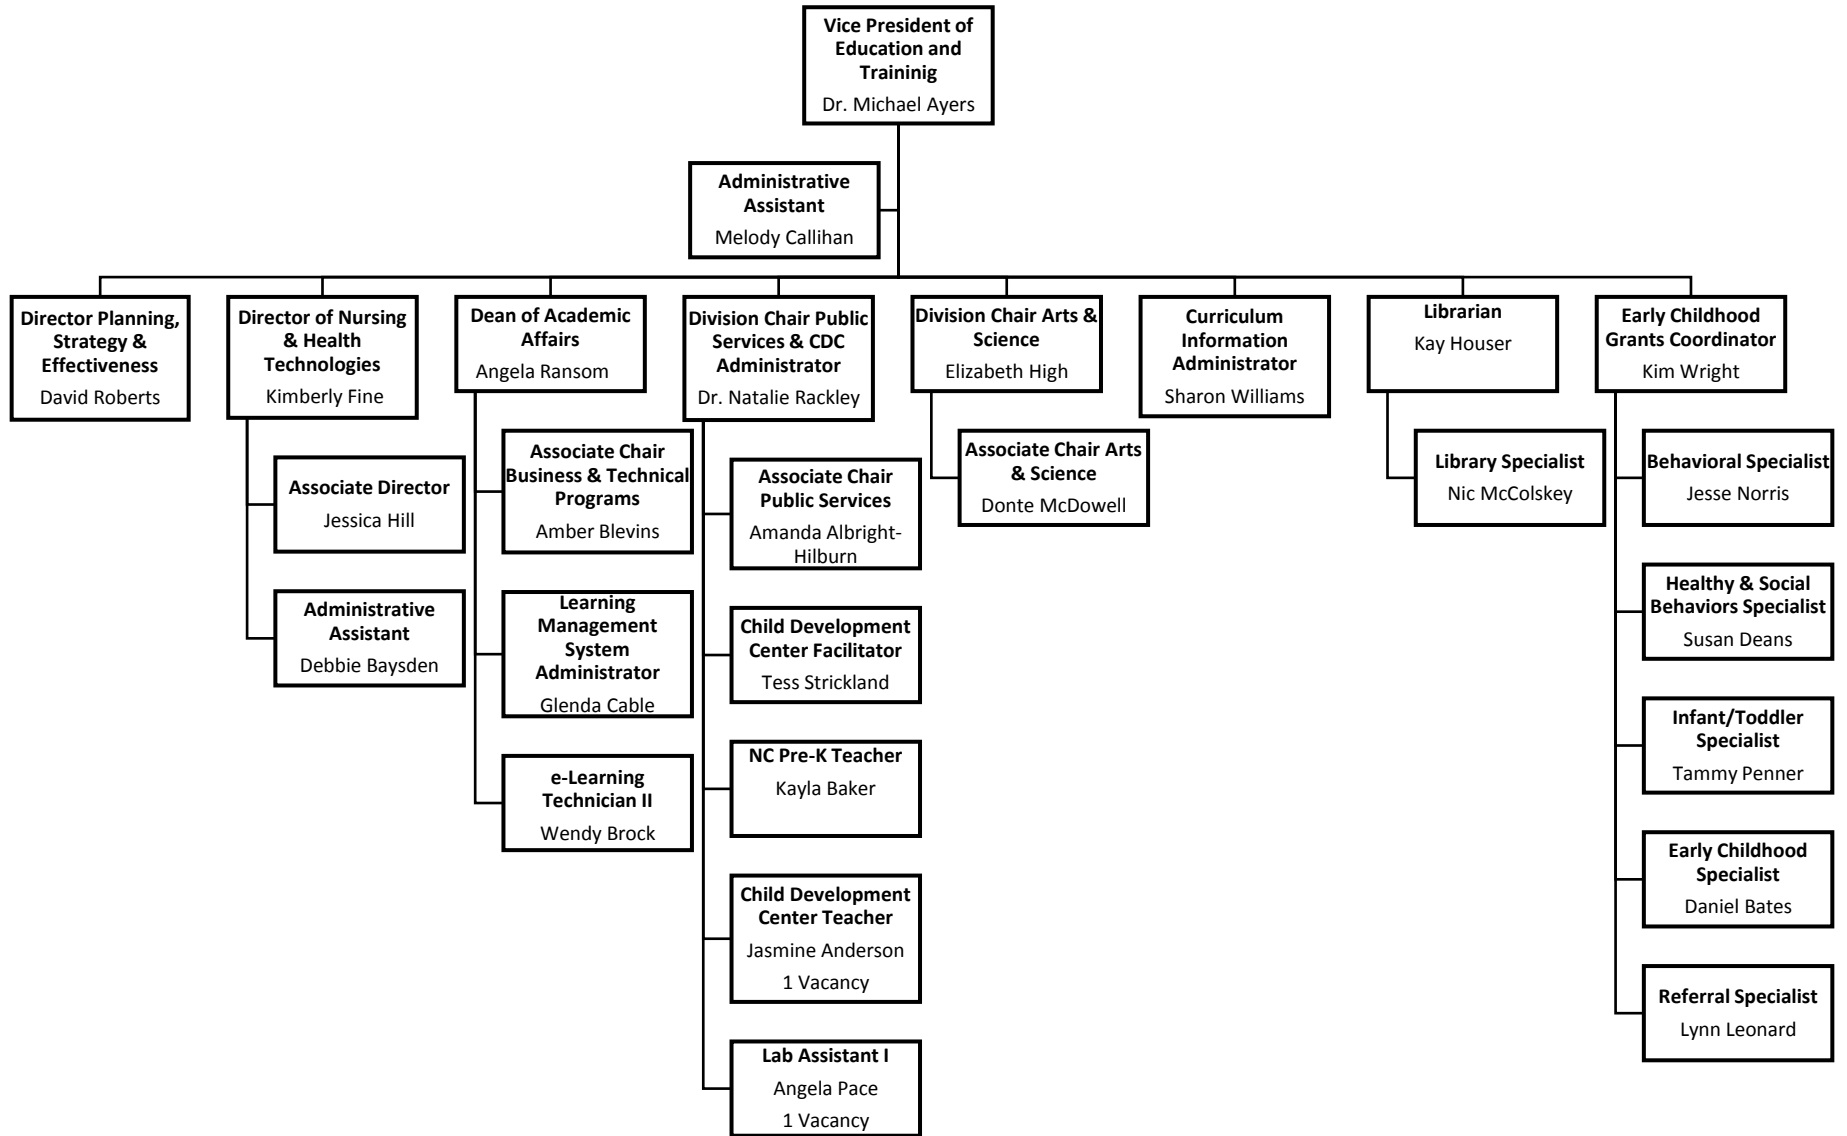 Vice President of
Education and
Traininig
Dr. Michael Ayers
Administrative
Assistant
Melody Callihan
Director Planning,
Strategy &
Effectiveness
David Roberts
Director of Nursing
& Health
Technologies
Kimberly Fine
Associate Director
Jessica Hill
Administrative
Assistant
Debbie Baysden
Dean of Academic
Affairs
Angela Ransom
Associate Chair
Business & Technical
Programs
Amber Blevins
Learning
Management
System
Administrator
Glenda Cable
e-Learning
Technician II
Wendy Brock
Division Chair Public
Services & CDC
Administrator
Dr. Natalie Rackley
Associate Chair
Public Services
Amanda Albright-
Hilburn
Child Development
Center Facilitator
Tess Strickland
NC Pre-K Teacher
Kayla Baker
Child Development
Center Teacher
Jasmine Anderson
1 Vacancy
Lab Assistant I
Angela Pace
1 Vacancy
Division Chair Arts &
Science
Elizabeth High
Associate Chair Arts
& Science
Donte McDowell
Curriculum
Information
Administrator
Sharon Williams
Librarian
Kay Houser
Library Specialist
Nic McColskey
Early Childhood
Grants Coordinator
Kim Wright
Behavioral Specialist
Jesse Norris
Healthy & Social
Behaviors Specialist
Susan Deans
Infant/Toddler
Specialist
Tammy Penner
Early Childhood
Specialist
Daniel Bates
Referral Specialist
Lynn Leonard